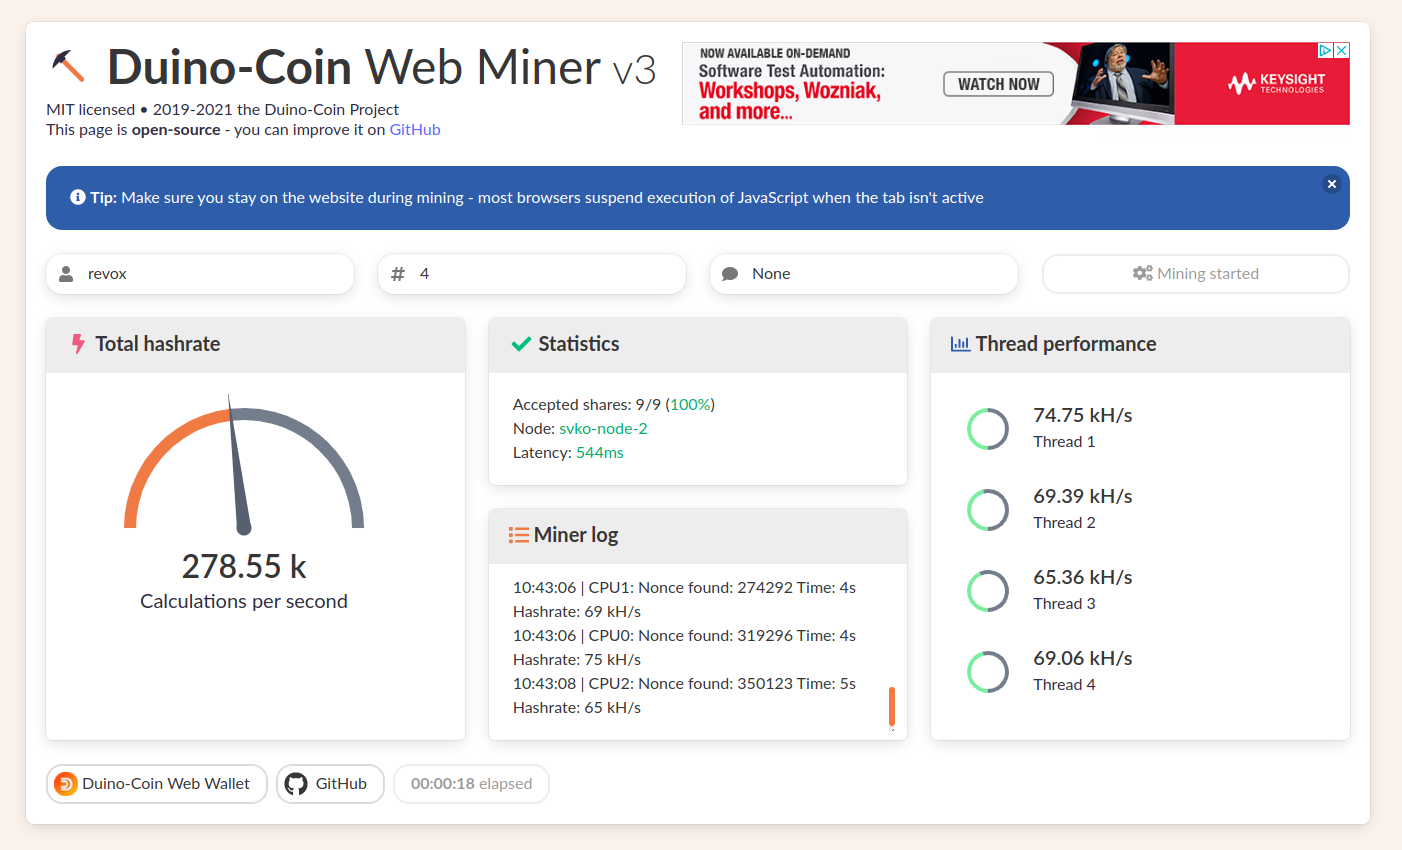 Duino-Coin Web Miner v3
MIT licensed • 2019-2021 the Duino-Coin Project
This page is open-source - you can improve it on GitHub
NOW AVAILABLE ON-DEMAND
Software Test Automation:
Workshops, Wozniak,
and more...
WATCH NOW
KEYSIGHT
TECHNOLOGIES
Tip: Make sure you stay on the website during mining - most browsers suspend execution of JavaScript when the tab isn't active
revox
# 4
None
Mining started
Total hashrate
278.55 k
Calculations per second
Statistics
Accepted shares: 9/9 (100%)
Node: svko-node-2
Latency: 544ms
Miner log
10:43:06 | CPU1: Nonce found: 274292 Time: 4s
Hashrate: 69 kH/s
10:43:06 | CPU0: Nonce found: 319296 Time: 4s
Hashrate: 75 kH/s
10:43:08 | CPU2: Nonce found: 350123 Time: 5s
Hashrate: 65 kH/s
Thread performance
74.75 kH/s
Thread 1
69.39 kH/s
Thread 2
65.36 kH/s
Thread 3
69.06 kH/s
Thread 4
Duino-Coin Web Wallet
GitHub
00:00:18 elapsed